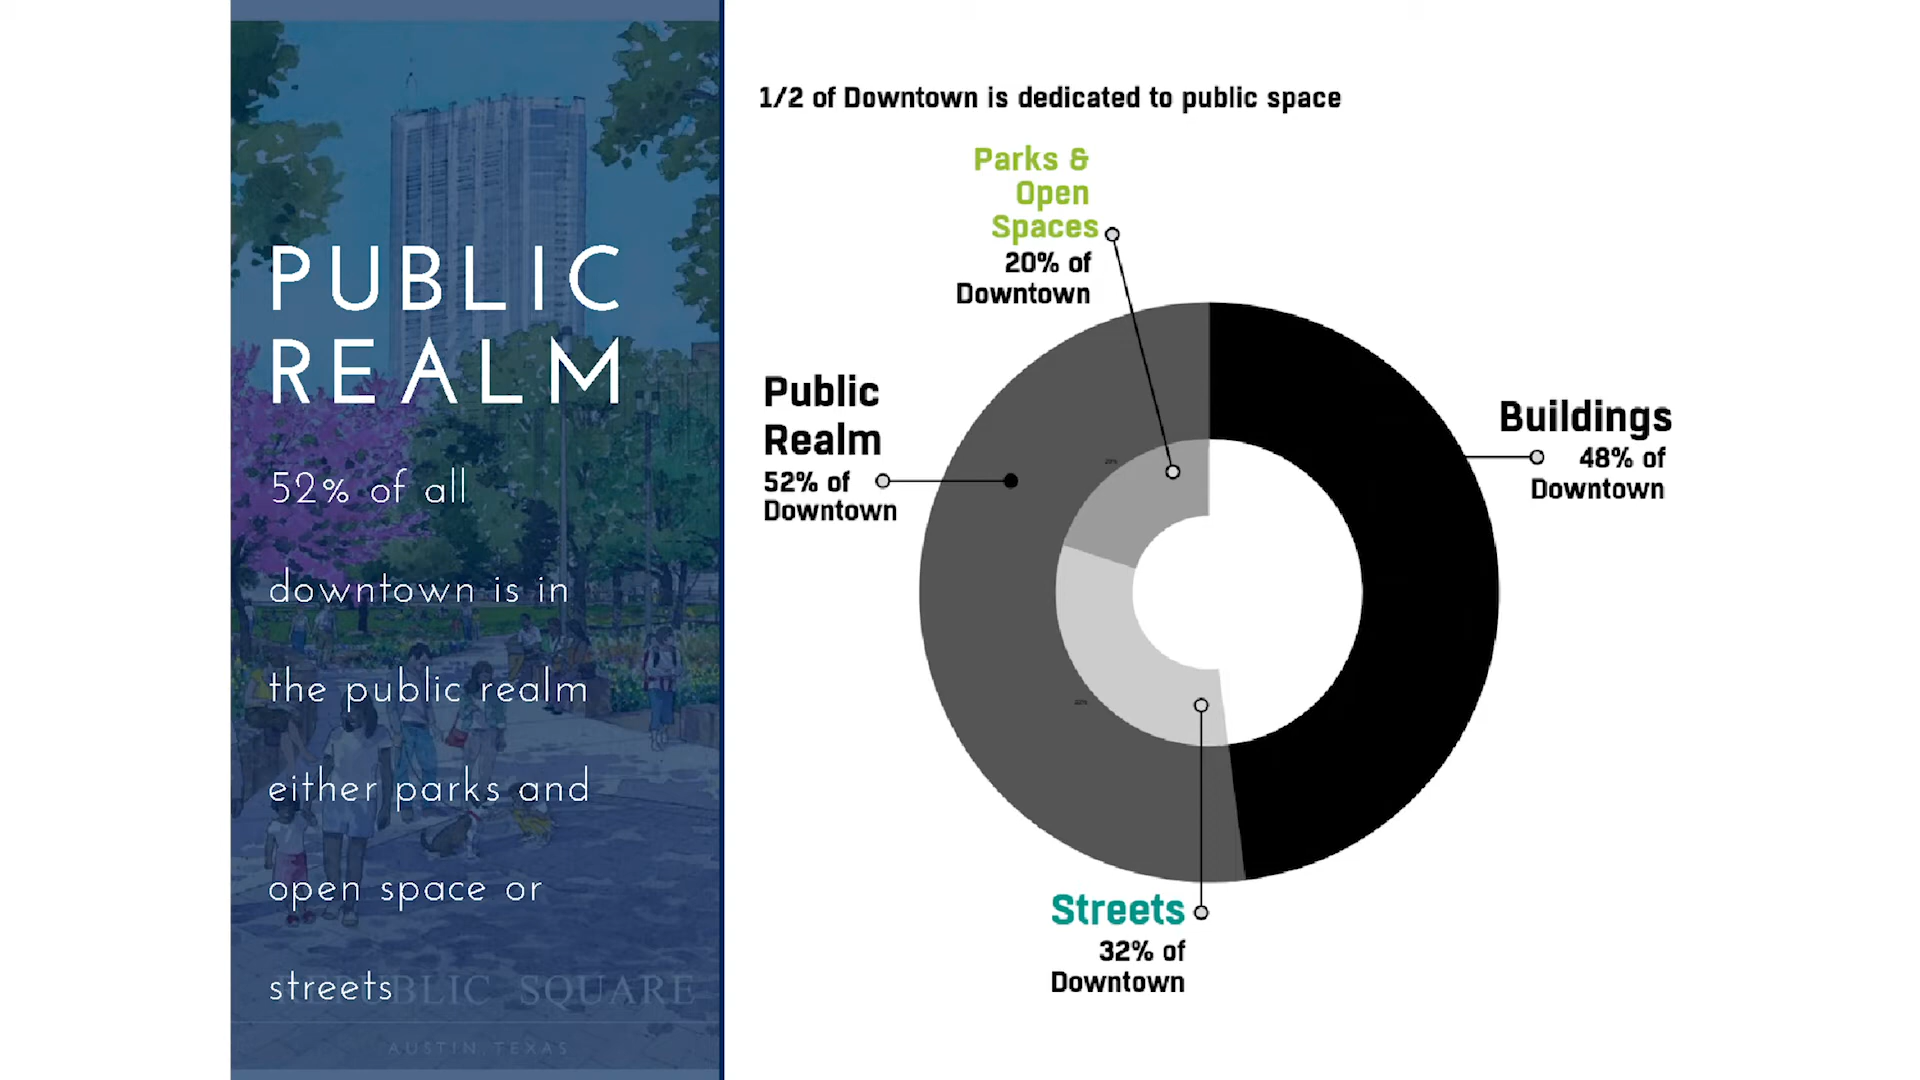 PUBLIC
REALM
52% of all
downtown is in
the public realm
either parks and
open space or
streets
REPUBLIC SQUARE
AUSTIN, TEXAS
1/2 of Downtown is dedicated to public space
Parks &
Open
Spaces
20% of
Downtown
Public
Realm
52% of
Downtown
Buildings
48% of
Downtown
Streets
32% of
Downtown